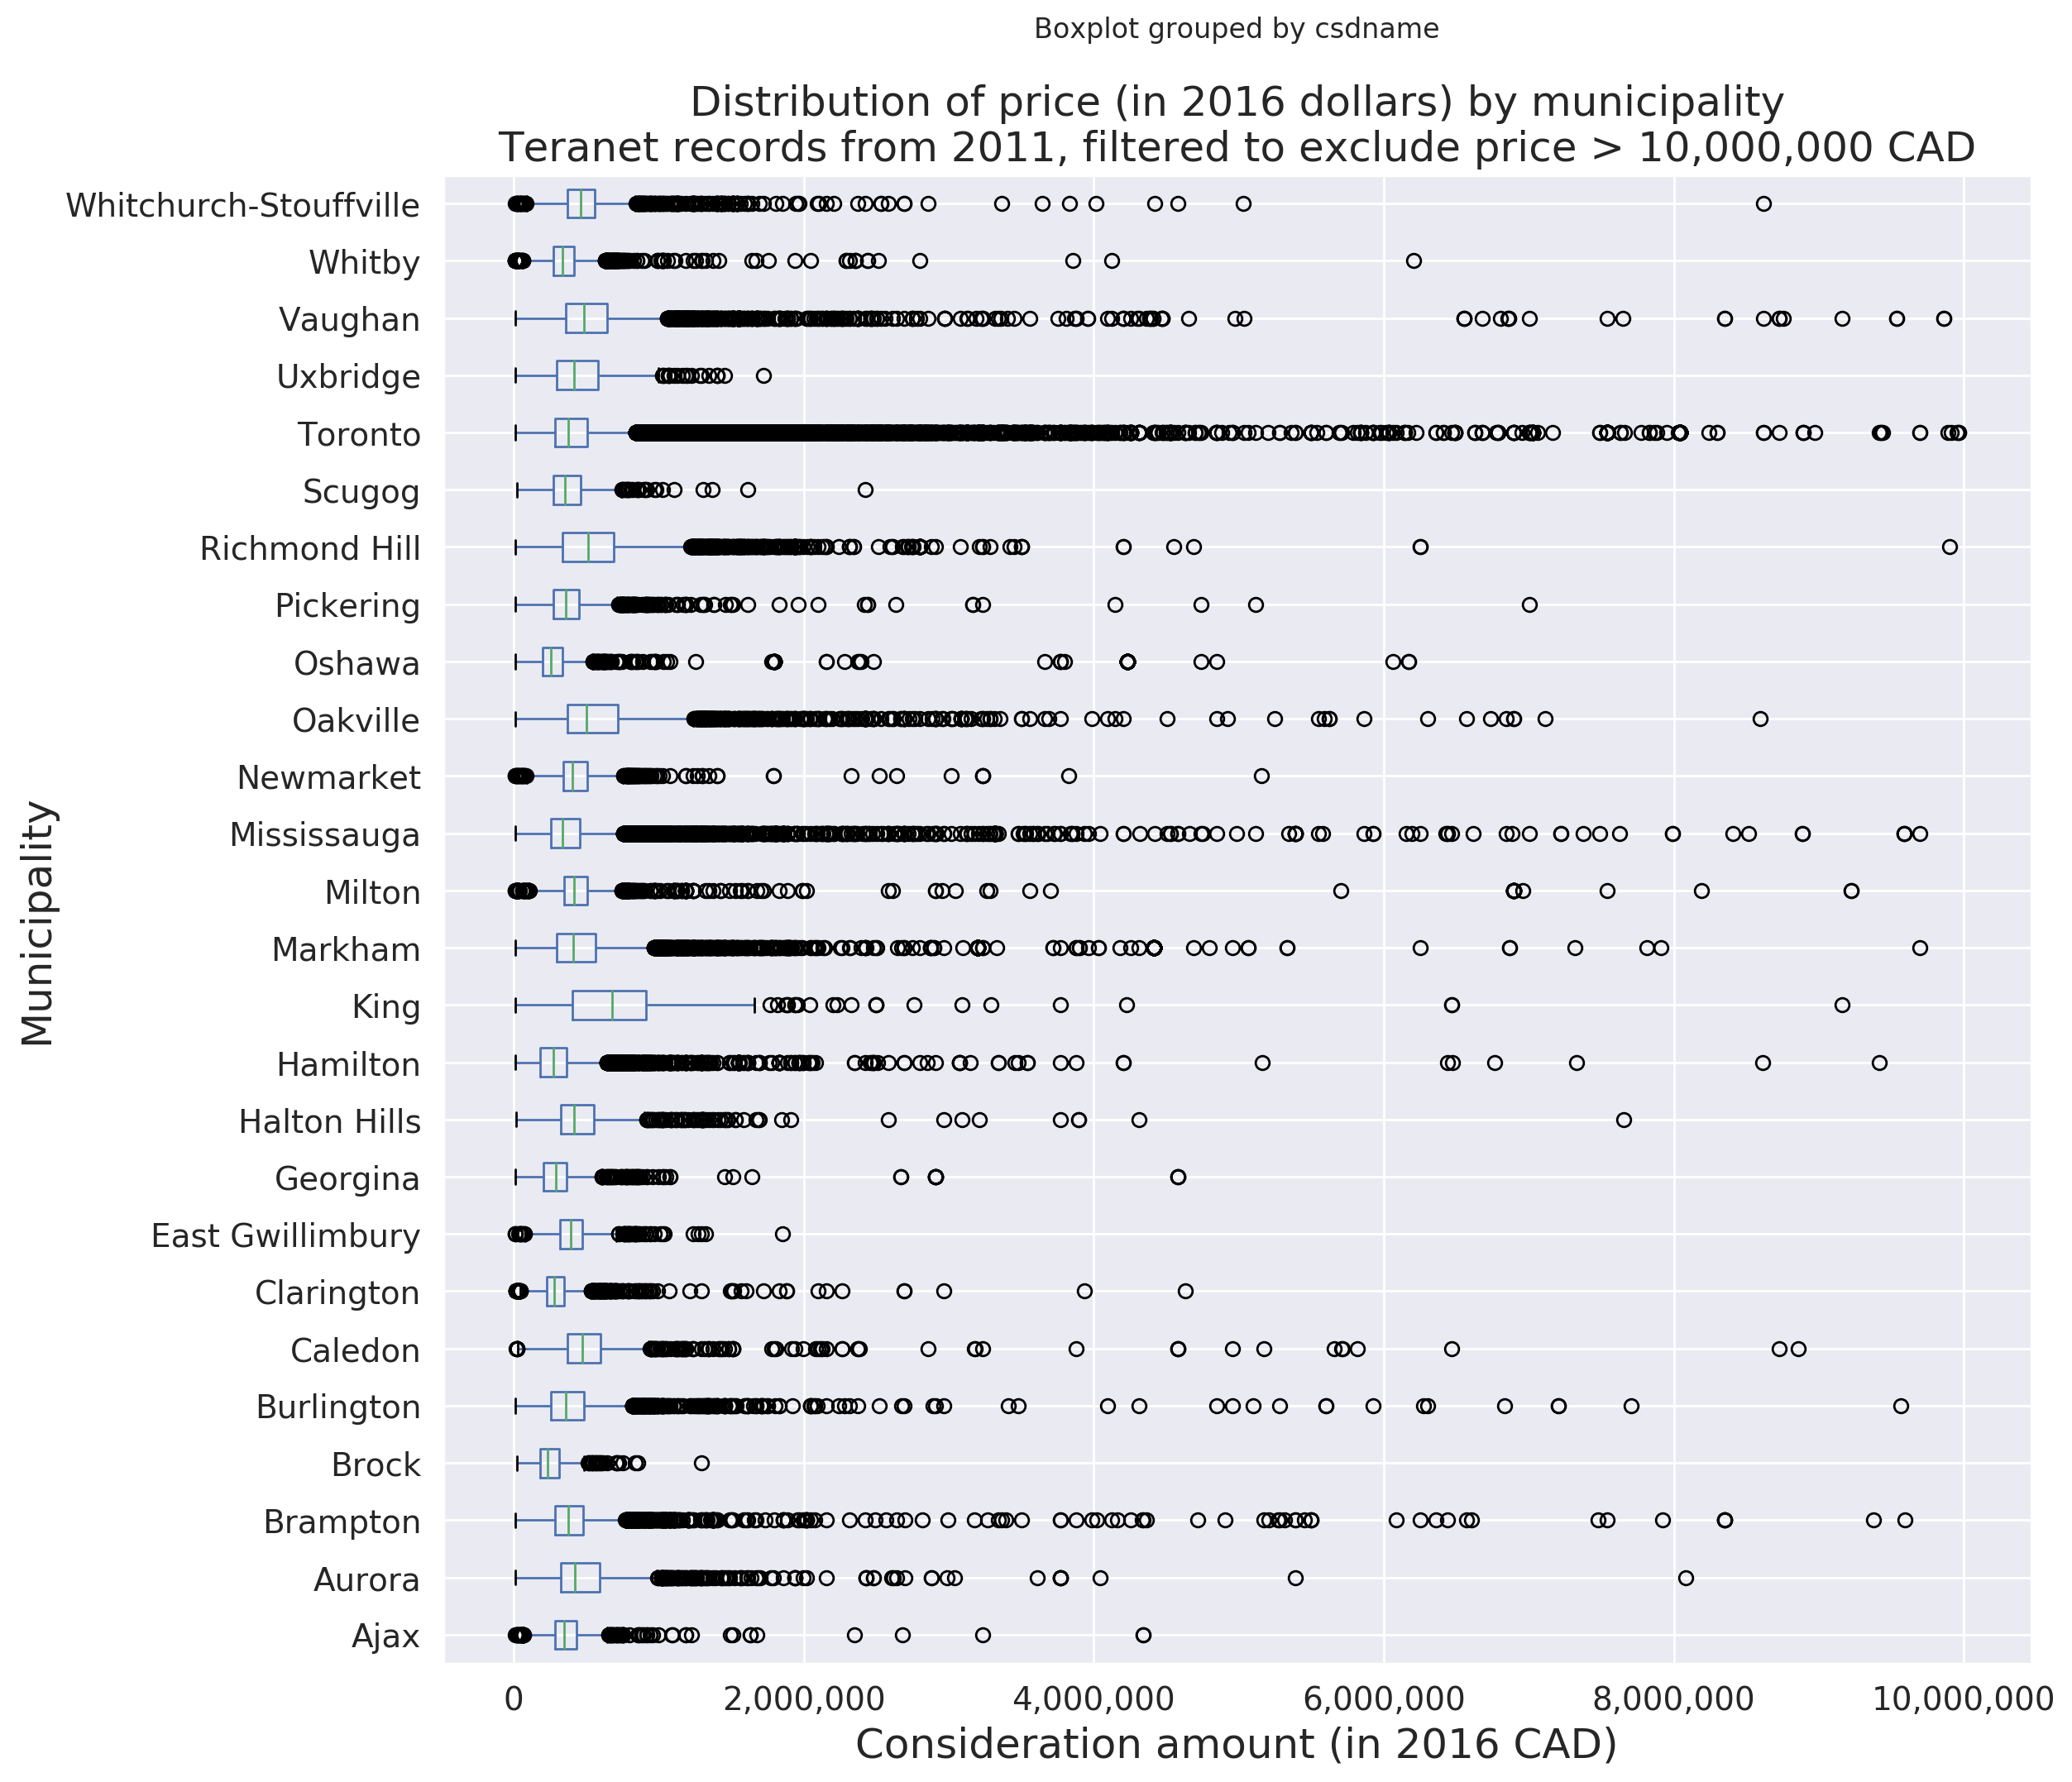 Boxplot grouped by csdname
Distribution of price (in 2016 dollars) by municipality
Teranet records from 2011, filtered to exclude price > 10,000,000 CAD
Municipality
Whitchurch-Stouffville
Whitby
Vaughan
Uxbridge
Toronto
Scugog
Richmond Hill
Pickering
Oshawa
Oakville
Newmarket
Mississauga
Milton
Markham
King
Hamilton
Halton Hills
Georgina
East Gwillimbury
Clarington
Caledon
Burlington
Brock
Brampton
Aurora
Ajax
0 2,000,000 4,000,000 6,000,000 8,000,000 10,000,000
Consideration amount (in 2016 CAD)